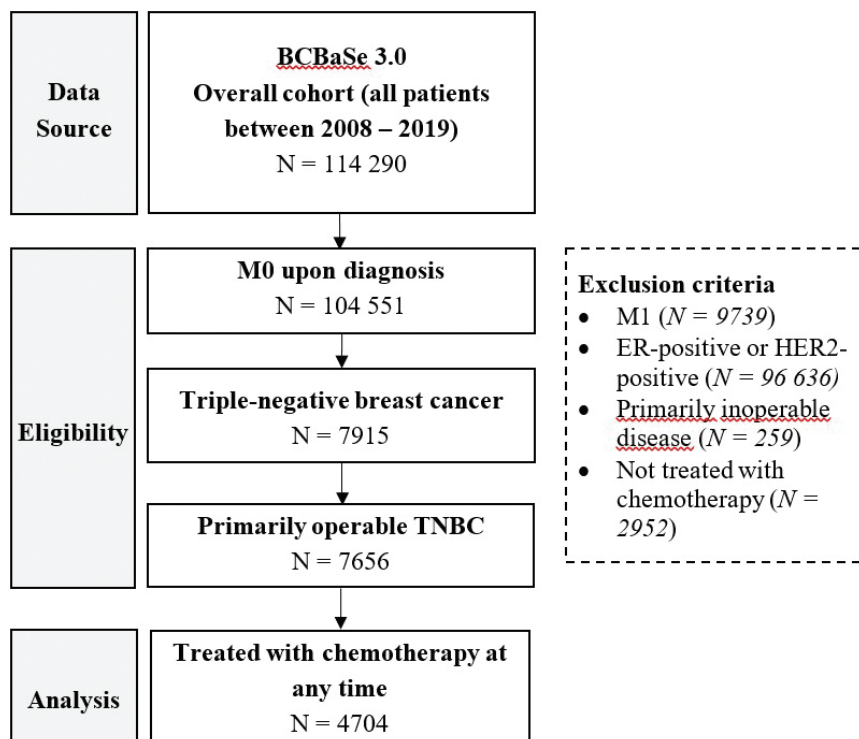 Data
Source
BCBaSe 3.0
Overall cohort (all patients
between 2008 – 2019)
N = 114 290
Eligibility
M0 upon diagnosis
N = 104 551
Triple-negative breast cancer
N = 7915
Primarily operable TNBC
N = 7656
Exclusion criteria
• M1 (N = 9739)
• ER-positive or HER2-
positive (N = 96 636)
• Primarily inoperable
disease (N = 259)
• Not treated with
chemotherapy (N =
2952)
Analysis
Treated with chemotherapy at
any time
N = 4704